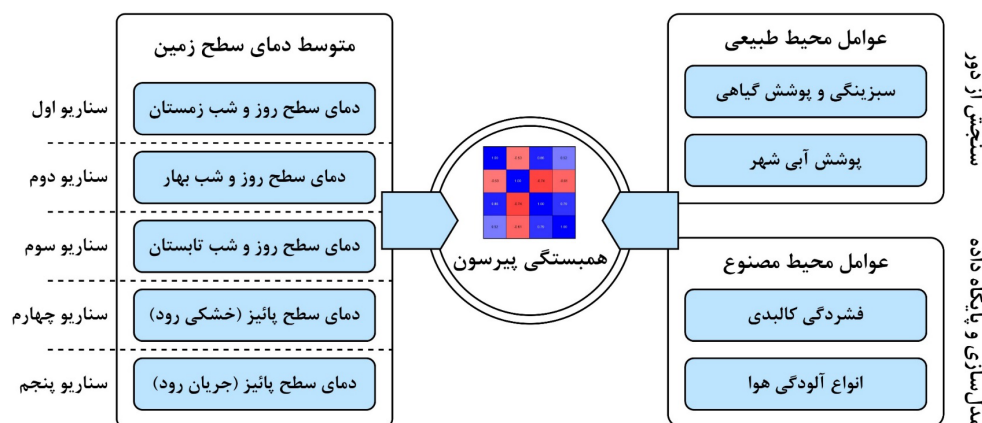 سنجش از دور
عوامل محیط طبیعی
سبزینگی و پوشش گیاهی
پوشش آبی شهر
مدل‌سازی و پایگاه داده
عوامل محیط مصنوع
فشردگی کالبدی
انواع آلودگی هوا
همبستگی پیرسون
متوسط دمای سطح زمین
دمای سطح روز و شب زمستان
سناریو اول
دمای سطح روز و شب بهار
سناریو دوم
دمای سطح روز و شب تابستان
سناریو سوم
دمای سطح پائیز (خشکی رود)
سناریو چهارم
دمای سطح پائیز (جریان رود)
سناریو پنجم